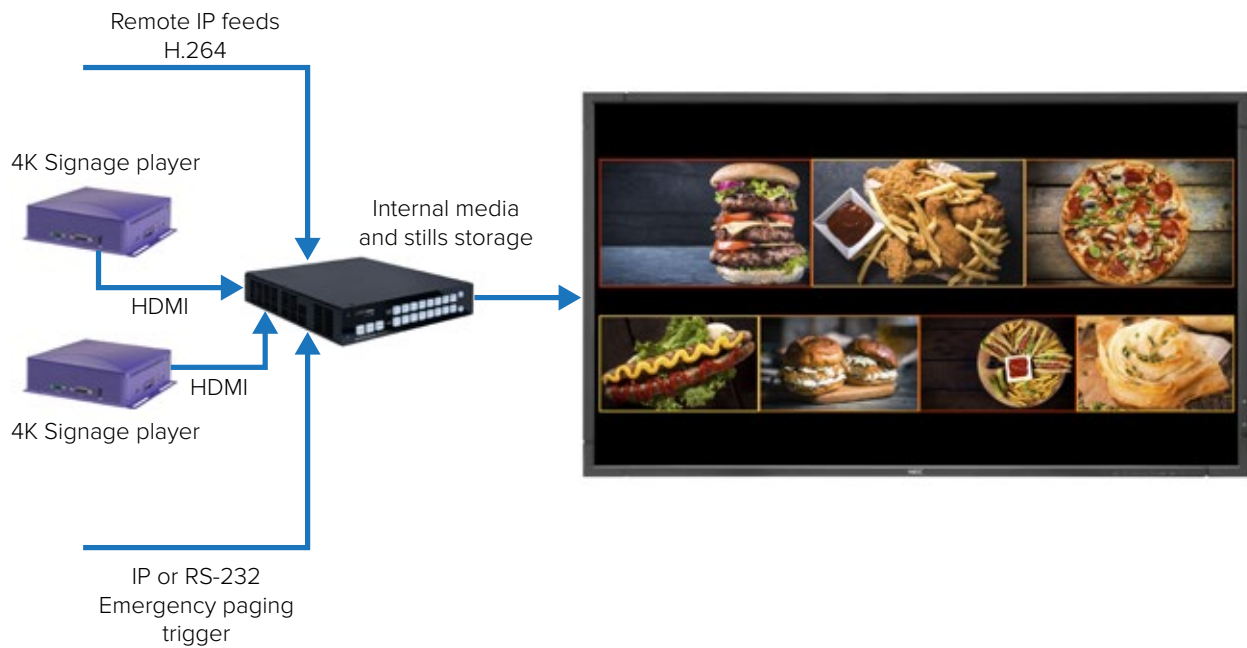 Remote IP feeds
H.264
4K Signage player
HDMI
Internal media
and stills storage
HDMI
4K Signage player
IP or RS-232
Emergency paging
trigger